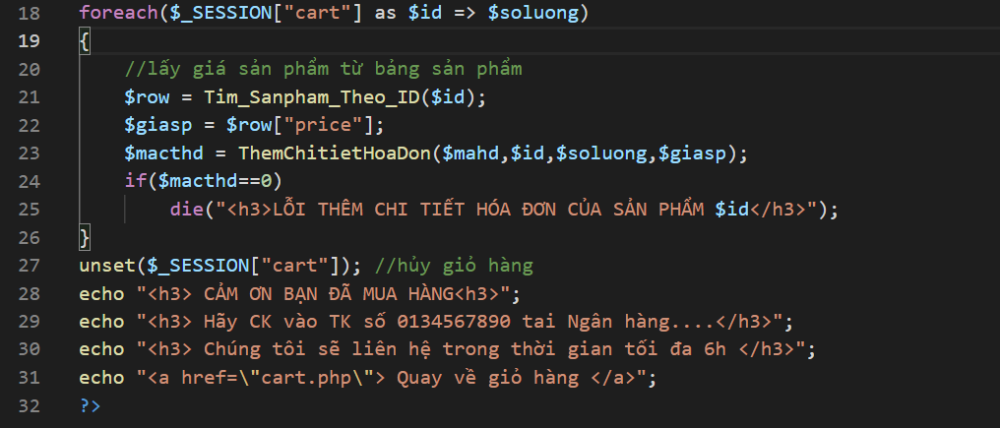 18 foreach($_SESSION["cart"] as $id => $soluong)
19 {
20 //lấy giá sản phẩm từ bảng sản phẩm
21 $row = Tim_Sanpham_Theo_ID($id);
22 $giasp = $row["price"];
23 $macthd = ThemChitietHoaDon($mahd,$id,$soluong,$giasp);
24 if($macthd==0)
25 die("<h3>LỖI THÊM CHI TIẾT HÓA ĐƠN CỦA SẢN PHẨM $id</h3>");
26 }
27 unset($_SESSION["cart"]); //hủy giỏ hàng
28 echo "<h3> CẢM ƠN BẠN ĐÃ MUA HÀNG<h3>";
29 echo "<h3> Hãy CK vào TK số 0134567890 tai Ngân hàng....</h3>";
30 echo "<h3> Chúng tôi sẽ liên hệ trong thời gian tối đa 6h </h3>";
31 echo "<a href=\"cart.php\"> Quay về giỏ hàng </a>";
32 ?>